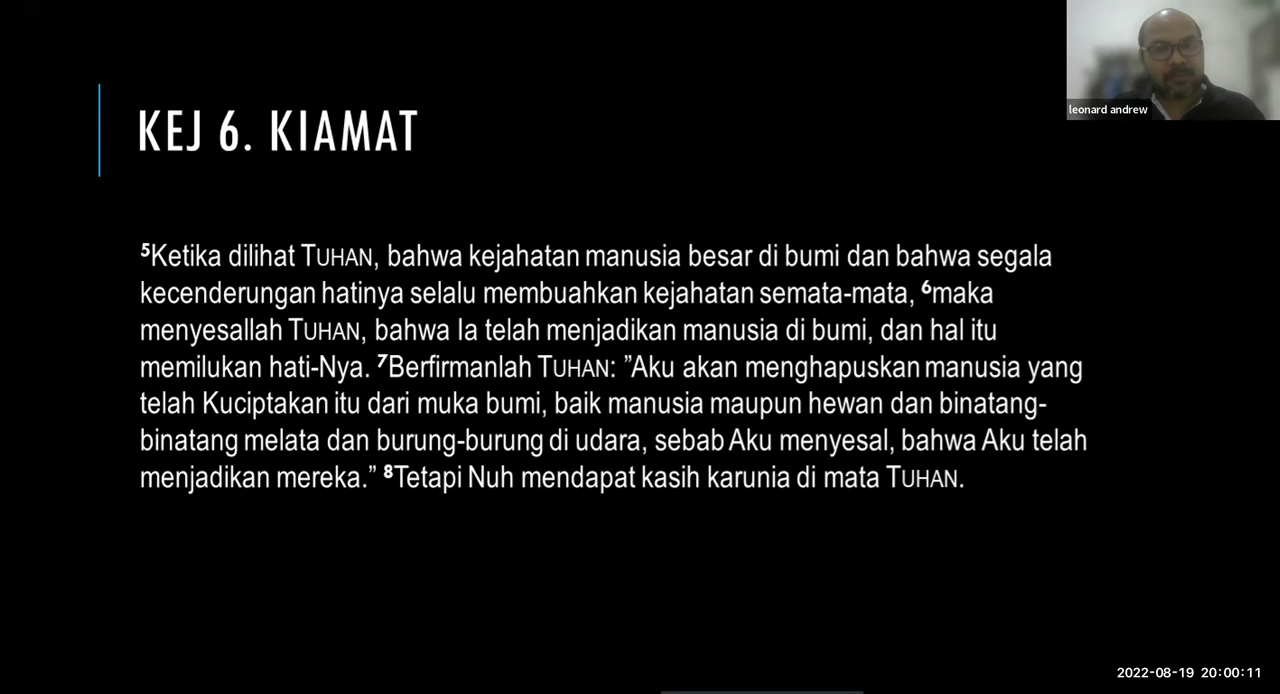 KEJ 6. KIAMAT
leonard andrew
⁵Ketika dilihat TUHAN, bahwa kejahatan manusia besar di bumi dan bahwa segala
kecenderungan hatinya selalu membuahkan kejahatan semata-mata, ⁶maka
menyesallah TUHAN, bahwa Ia telah menjadikan manusia di bumi, dan hal itu
memilukan hati-Nya. ⁷Berfirmanlah TUHAN: ”Aku akan menghapuskan manusia yang
telah Kuciptakan itu dari muka bumi, baik manusia maupun hewan dan binatang-
binatang melata dan burung-burung di udara, sebab Aku menyesal, bahwa Aku telah
menjadikan mereka.” ⁸Tetapi Nuh mendapat kasih karunia di mata TUHAN.
2022-08-19 20:00:11